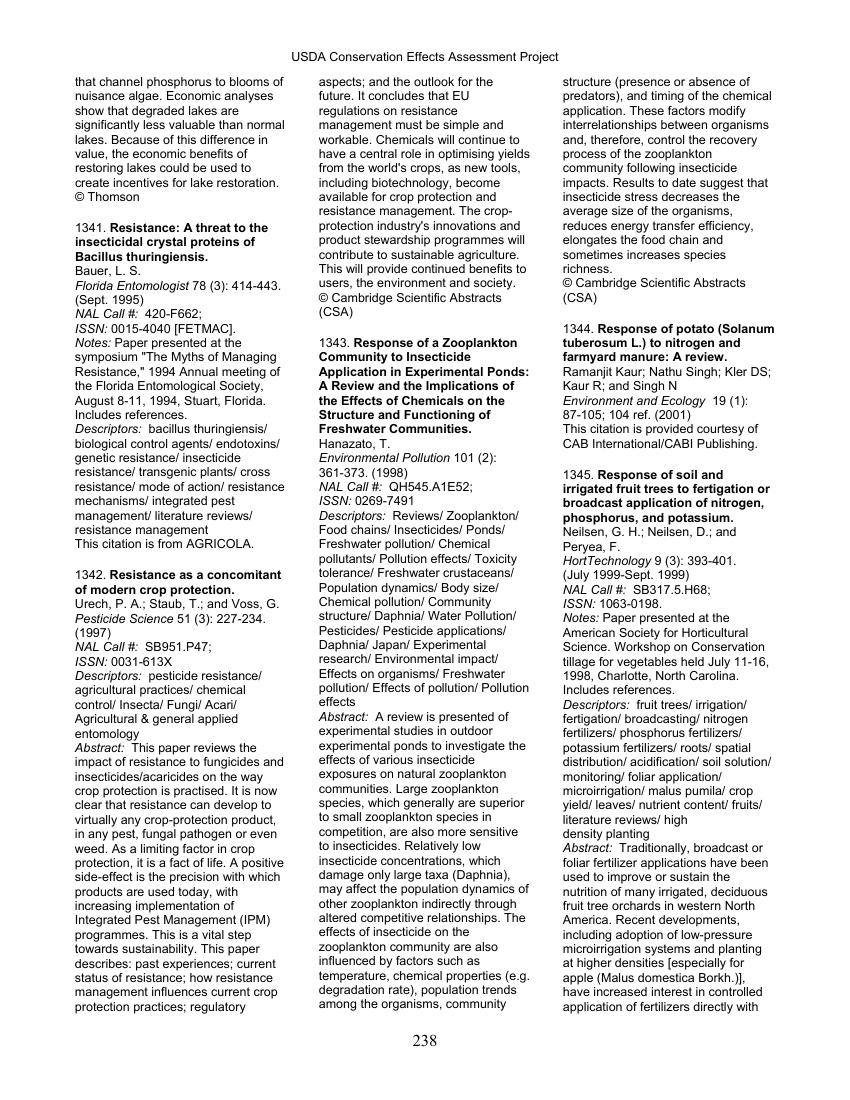 USDA Conservation Effects Assessment Project
that channel phosphorus to blooms of
nuisance algae. Economic analyses
show that degraded lakes are
significantly less valuable than normal
lakes. Because of this difference in
value, the economic benefits of
restoring lakes could be used to
create incentives for lake restoration.
© Thomson
1341. Resistance: A threat to the
insecticidal crystal proteins of
Bacillus thuringiensis.
Bauer, L. S.
Florida Entomologist 78 (3): 414-443.
(Sept. 1995)
NAL Call #: 420-F662;
ISSN: 0015-4040 [FETMAC].
Notes: Paper presented at the
symposium "The Myths of Managing
Resistance," 1994 Annual meeting of
the Florida Entomological Society,
August 8-11, 1994, Stuart, Florida.
Includes references.
Descriptors: bacillus thuringiensis/
biological control agents/ endotoxins/
genetic resistance/ insecticide
resistance/ transgenic plants/ cross
resistance/ mode of action/ resistance
mechanisms/ integrated pest
management/ literature reviews/
resistance management
This citation is from AGRICOLA.
1342. Resistance as a concomitant
of modern crop protection.
Urech, P. A.; Staub, T.; and Voss, G.
Pesticide Science 51 (3): 227-234.
(1997)
NAL Call #: SB951.P47;
ISSN: 0031-613X
Descriptors: pesticide resistance/
agricultural practices/ chemical
control/ Insecta/ Fungi/ Acari/
Agricultural & general applied
entomology
Abstract: This paper reviews the
impact of resistance to fungicides and
insecticides/acaricides on the way
crop protection is practised. It is now
clear that resistance can develop to
virtually any crop-protection product,
in any pest, fungal pathogen or even
weed. As a limiting factor in crop
protection, it is a fact of life. A positive
side-effect is the precision with which
products are used today, with
increasing implementation of
Integrated Pest Management (IPM)
programmes. This is a vital step
towards sustainability. This paper
describes: past experiences; current
status of resistance; how resistance
management influences current crop
protection practices; regulatory
aspects; and the outlook for the
future. It concludes that EU
regulations on resistance
management must be simple and
workable. Chemicals will continue to
have a central role in optimising yields
from the world's crops, as new tools,
including biotechnology, become
available for crop protection and
resistance management. The crop-
protection industry's innovations and
product stewardship programmes will
contribute to sustainable agriculture.
This will provide continued benefits to
users, the environment and society.
© Cambridge Scientific Abstracts
(CSA)
1343. Response of a Zooplankton
Community to Insecticide
Application in Experimental Ponds:
A Review and the Implications of
the Effects of Chemicals on the
Structure and Functioning of
Freshwater Communities.
Hanazato, T.
Environmental Pollution 101 (2):
361-373. (1998)
NAL Call #: QH545.A1E52;
ISSN: 0269-7491
Descriptors: Reviews/ Zooplankton/
Food chains/ Insecticides/ Ponds/
Freshwater pollution/ Chemical
pollutants/ Pollution effects/ Toxicity
tolerance/ Freshwater crustaceans/
Population dynamics/ Body size/
Chemical pollution/ Community
structure/ Daphnia/ Water Pollution/
Pesticides/ Pesticide applications/
Daphnia/ Japan/ Experimental
research/ Environmental impact/
Effects on organisms/ Freshwater
pollution/ Effects of pollution/ Pollution
effects
Abstract: A review is presented of
experimental studies in outdoor
experimental ponds to investigate the
effects of various insecticide
exposures on natural zooplankton
communities. Large zooplankton
species, which generally are superior
to small zooplankton species in
competition, are also more sensitive
to insecticides. Relatively low
insecticide concentrations, which
damage only large taxa (Daphnia),
may affect the population dynamics of
other zooplankton indirectly through
altered competitive relationships. The
effects of insecticide on the
zooplankton community are also
influenced by factors such as
temperature, chemical properties (e.g.
degradation rate), population trends
among the organisms, community
structure (presence or absence of
predators), and timing of the chemical
application. These factors modify
interrelationships between organisms
and, therefore, control the recovery
process of the zooplankton
community following insecticide
impacts. Results to date suggest that
insecticide stress decreases the
average size of the organisms,
reduces energy transfer efficiency,
elongates the food chain and
sometimes increases species
richness.
© Cambridge Scientific Abstracts
(CSA)
1344. Response of potato (Solanum
tuberosum L.) to nitrogen and
farmyard manure: A review.
Ramanjit Kaur; Nathu Singh; Kler DS;
Kaur R; and Singh N
Environment and Ecology 19 (1):
87-105; 104 ref. (2001)
This citation is provided courtesy of
CAB International/CABI Publishing.
1345. Response of soil and
irrigated fruit trees to fertigation or
broadcast application of nitrogen,
phosphorus, and potassium.
Neilsen, G. H.; Neilsen, D.; and
Peryea, F.
HortTechnology 9 (3): 393-401.
(July 1999-Sept. 1999)
NAL Call #: SB317.5.H68;
ISSN: 1063-0198.
Notes: Paper presented at the
American Society for Horticultural
Science. Workshop on Conservation
tillage for vegetables held July 11-16,
1998, Charlotte, North Carolina.
Includes references.
Descriptors: fruit trees/ irrigation/
fertigation/ broadcasting/ nitrogen
fertilizers/ phosphorus fertilizers/
potassium fertilizers/ roots/ spatial
distribution/ acidification/ soil solution/
monitoring/ foliar application/
microirrigation/ malus pumila/ crop
yield/ leaves/ nutrient content/ fruits/
literature reviews/ high
density planting
Abstract: Traditionally, broadcast or
foliar fertilizer applications have been
used to improve or sustain the
nutrition of many irrigated, deciduous
fruit tree orchards in western North
America. Recent developments,
including adoption of low-pressure
microirrigation systems and planting
at higher densities [especially for
apple (Malus domestica Borkh.)],
have increased interest in controlled
application of fertilizers directly with
238